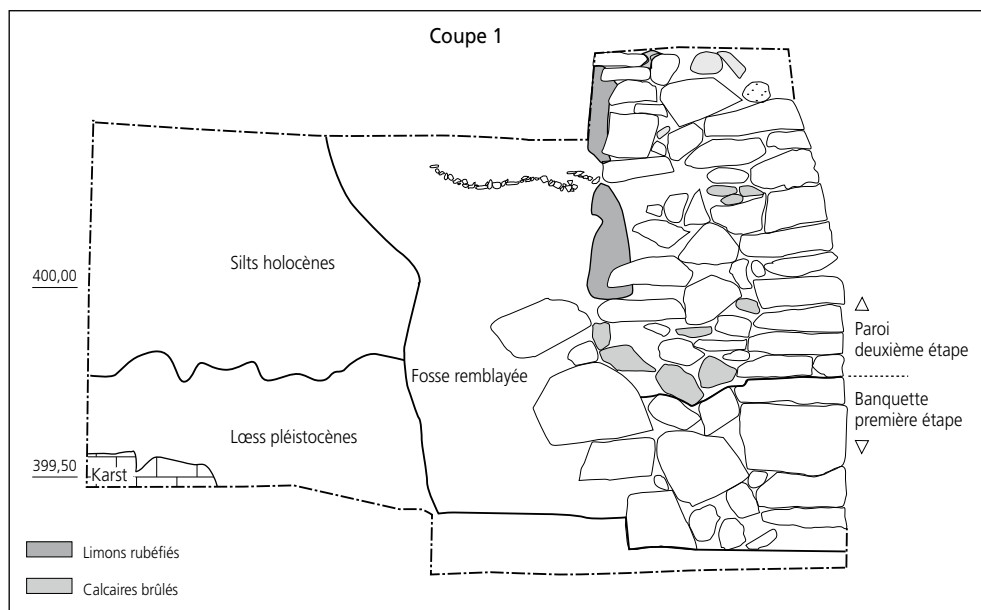 Coupe 1
Silts holocènes
400,00
Paroi
deuxième étape
Fosse remblayée
Banquette
première étape
Lœss pléistocènes
399,50
Karst
Limons rubéfiés
Calcaires brûlés